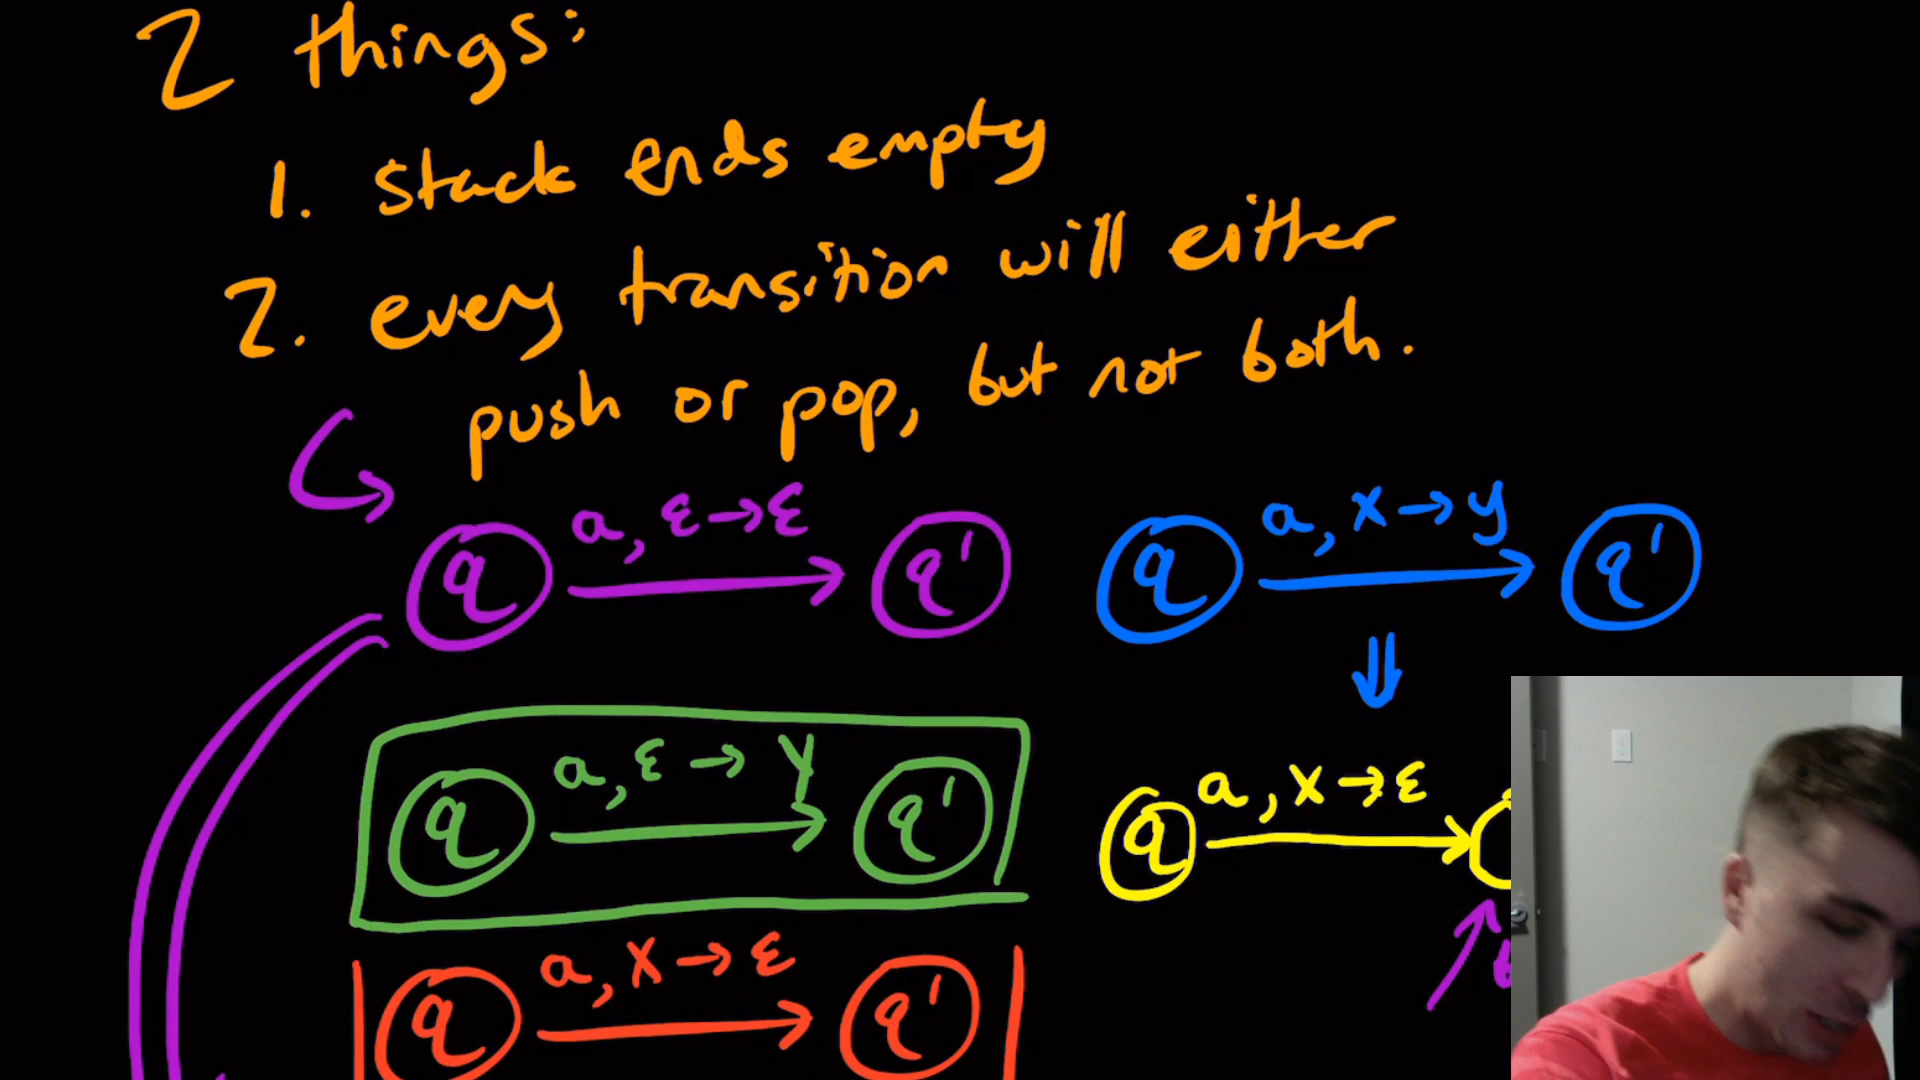 2 things:
1. stack ends empty
2. every transition will either
push or pop, but not both.
q a, ε→ε q'
q a, x→y q'
⇓
q a, ε→y q'
q a, x→ε
q a, x→ε q'